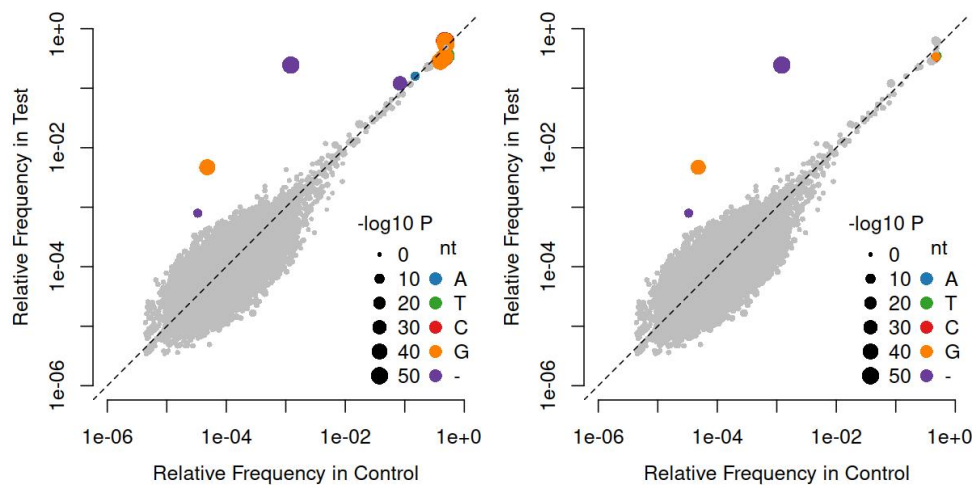 1e+0
1e-02
1e-04
1e-06
Relative Frequency in Test
-log10 P
nt
0
10 A
20 T
30 C
40 G
50 -
1e-06 1e-04 1e-02 1e+0
Relative Frequency in Control
1e+0
1e-02
1e-04
1e-06
Relative Frequency in Test
-log10 P
nt
0
10 A
20 T
30 C
40 G
50 -
1e-06 1e-04 1e-02 1e+0
Relative Frequency in Control